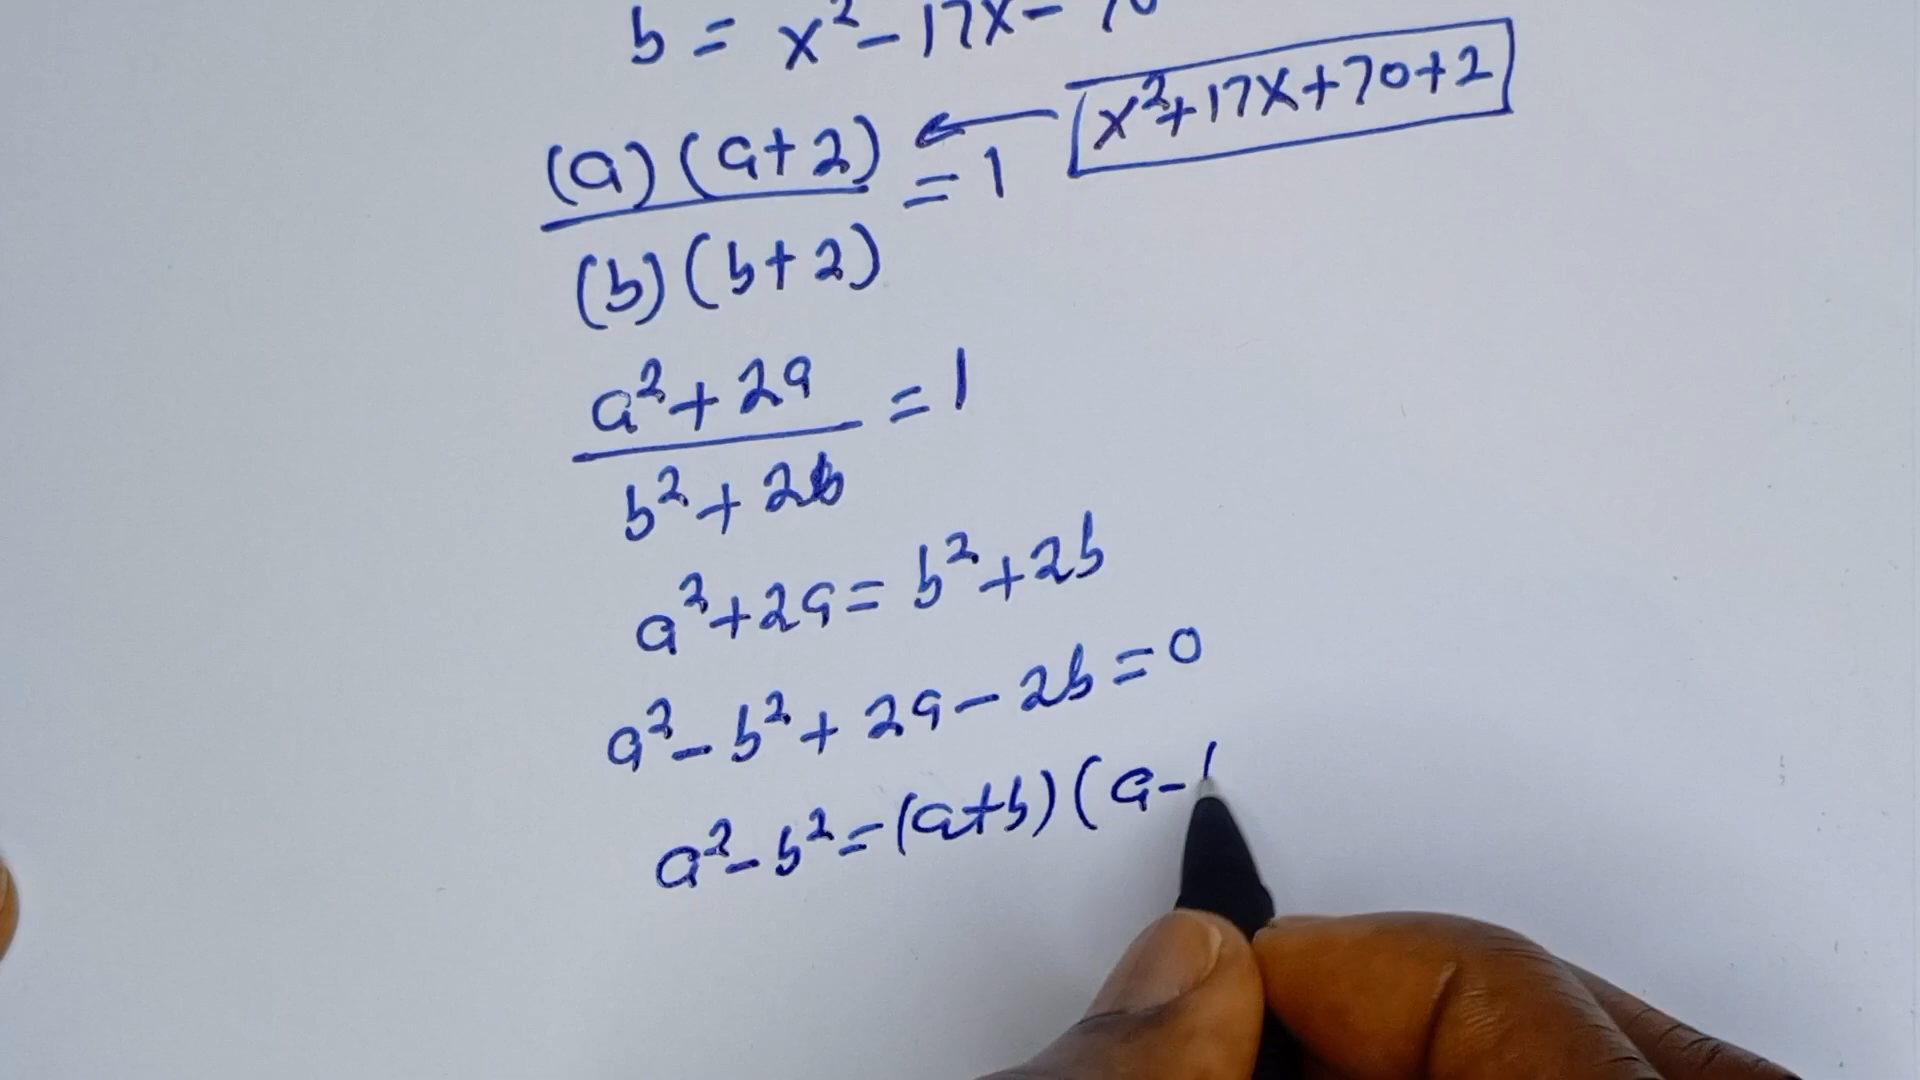 b = x² - 17x - 70
x² + 17x + 70 + 2
(a)(a+2)
———— = 1
(b)(b+2)
a² + 2a
———— = 1
b² + 2b
a² + 2a = b² + 2b
a² - b² + 2a - 2b = 0
a² - b² = (a+b)(a-